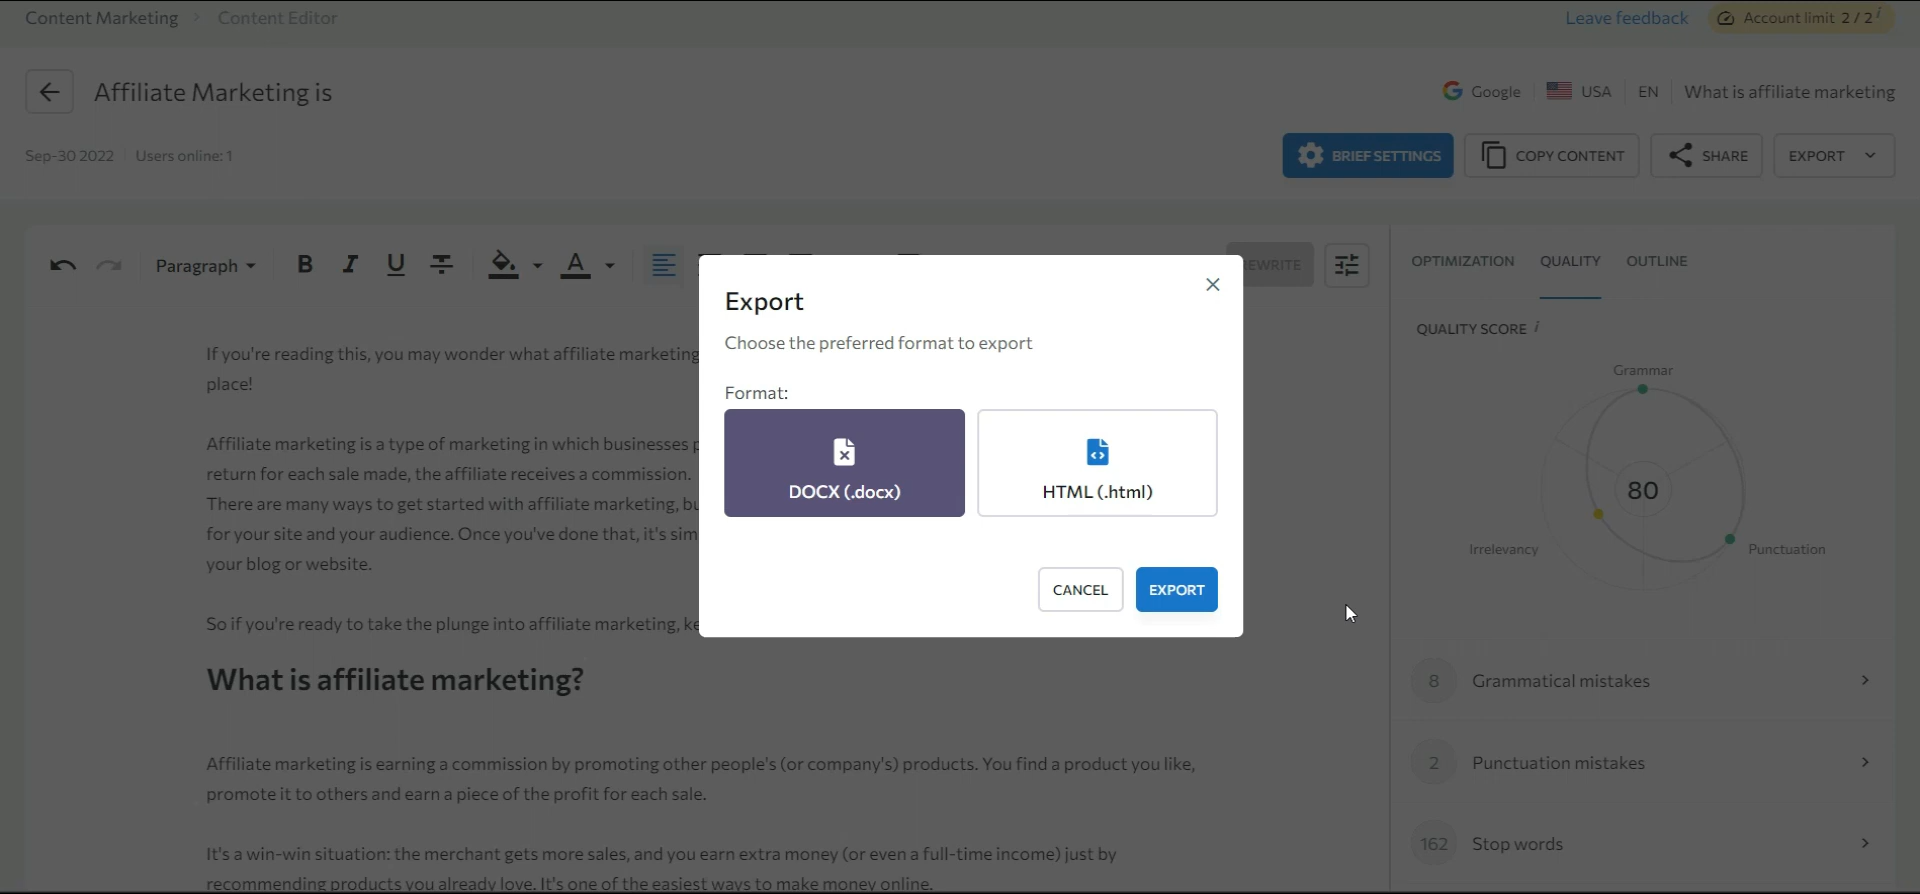 Content Marketing > Content Editor
Leave feedback
Account limit 2 / 2 i
Affiliate Marketing is
Google
USA
EN
What is affiliate marketing
Sep-30 2022
Users online: 1
BRIEF SETTINGS
COPY CONTENT
SHARE
EXPORT
Paragraph
B I U S A
EWRITE
If you're reading this, you may wonder what affiliate marketing
place!
Affiliate marketing is a type of marketing in which businesses
return for each sale made, the affiliate receives a commission.
There are many ways to get started with affiliate marketing,
for your site and your audience. Once you've done that, it's
your blog or website.
So if you're ready to take the plunge into affiliate marketing,
What is affiliate marketing?
Affiliate marketing is earning a commission by promoting other people's (or company's) products. You find a product you like,
promote it to others and earn a piece of the profit for each sale.
It's a win-win situation: the merchant gets more sales, and you earn extra money (or even a full-time income) just by
recommending products you already love. It's one of the easiest ways to make money online.
Export
Choose the preferred format to export
Format:
DOCX (.docx)
HTML (.html)
CANCEL
EXPORT
OPTIMIZATION
QUALITY
OUTLINE
QUALITY SCORE i
Grammar
80
Irrelevancy
Punctuation
8 Grammatical mistakes
2 Punctuation mistakes
162 Stop words